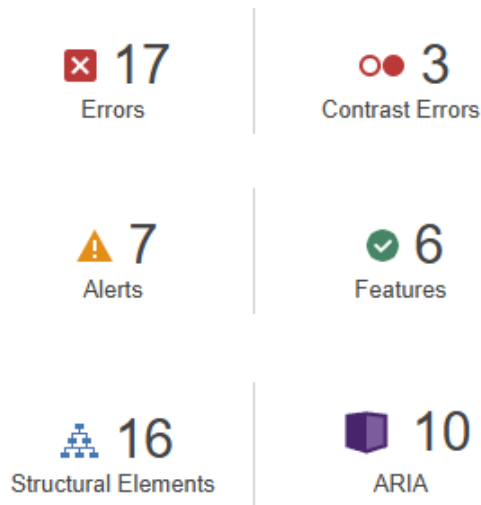 17 3
Errors Contrast Errors
7 6
Alerts Features
16 10
Structural Elements ARIA